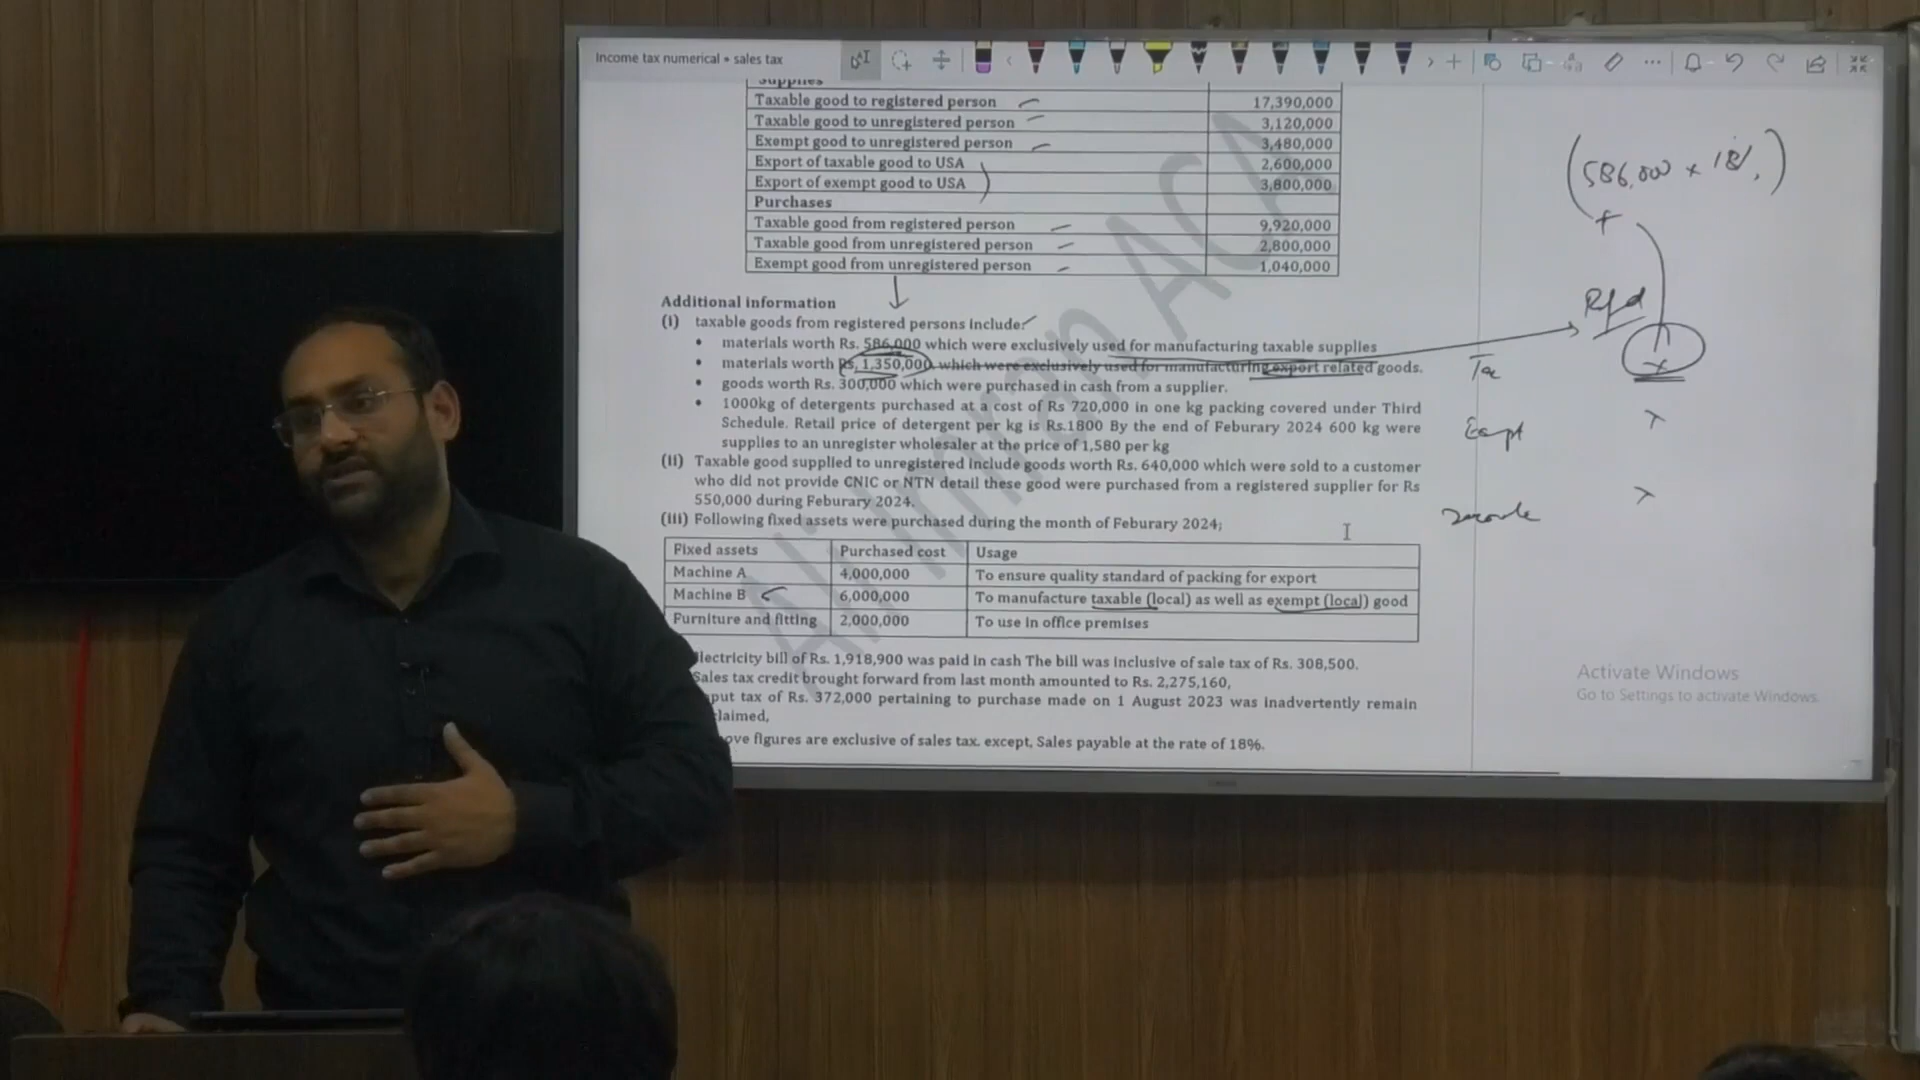 Income tax numerical + sales tax
Supplies
Taxable good to registered person 17,390,000
Taxable good to unregistered person 3,120,000
Exempt good to unregistered person 3,480,000
Export of taxable good to USA 2,600,000
Export of exempt good to USA 3,800,000
Purchases
Taxable good from registered person 9,920,000
Taxable good from unregistered person 2,800,000
Exempt good from unregistered person 1,040,000
Additional information
(i) taxable goods from registered persons include:
• materials worth Rs. 586,000 which were exclusively used for manufacturing taxable supplies
• materials worth Rs. 1,350,000 which were exclusively used for manufacturing export related goods.
• goods worth Rs. 300,000 which were purchased in cash from a supplier.
• 1000kg of detergents purchased at a cost of Rs 720,000 in one kg packing covered under Third
Schedule. Retail price of detergent per kg is Rs.1800 By the end of Feburary 2024 600 kg were
supplies to an unregister wholesaler at the price of 1,580 per kg
(ii) Taxable good supplied to unregistered include goods worth Rs. 640,000 which were sold to a customer
who did not provide CNIC or NTN detail these good were purchased from a registered supplier for Rs
550,000 during Feburary 2024.
(iii) Following fixed assets were purchased during the month of Feburary 2024;
Fixed assets Purchased cost Usage
Machine A 4,000,000 To ensure quality standard of packing for export
Machine B 6,000,000 To manufacture taxable (local) as well as exempt (local) good
Furniture and fitting 2,000,000 To use in office premises
lectricity bill of Rs. 1,918,900 was paid in cash The bill was inclusive of sale tax of Rs. 308,500.
Sales tax credit brought forward from last month amounted to Rs. 2,275,160,
put tax of Rs. 372,000 pertaining to purchase made on 1 August 2023 was inadvertently remain
claimed,
ove figures are exclusive of sales tax. except, Sales payable at the rate of 18%.
Ali Imran ACA
(586,000 x 18%)
+
Rfd
Tax
Exmpt
Activate Windows
Go to Settings to activate Windows.